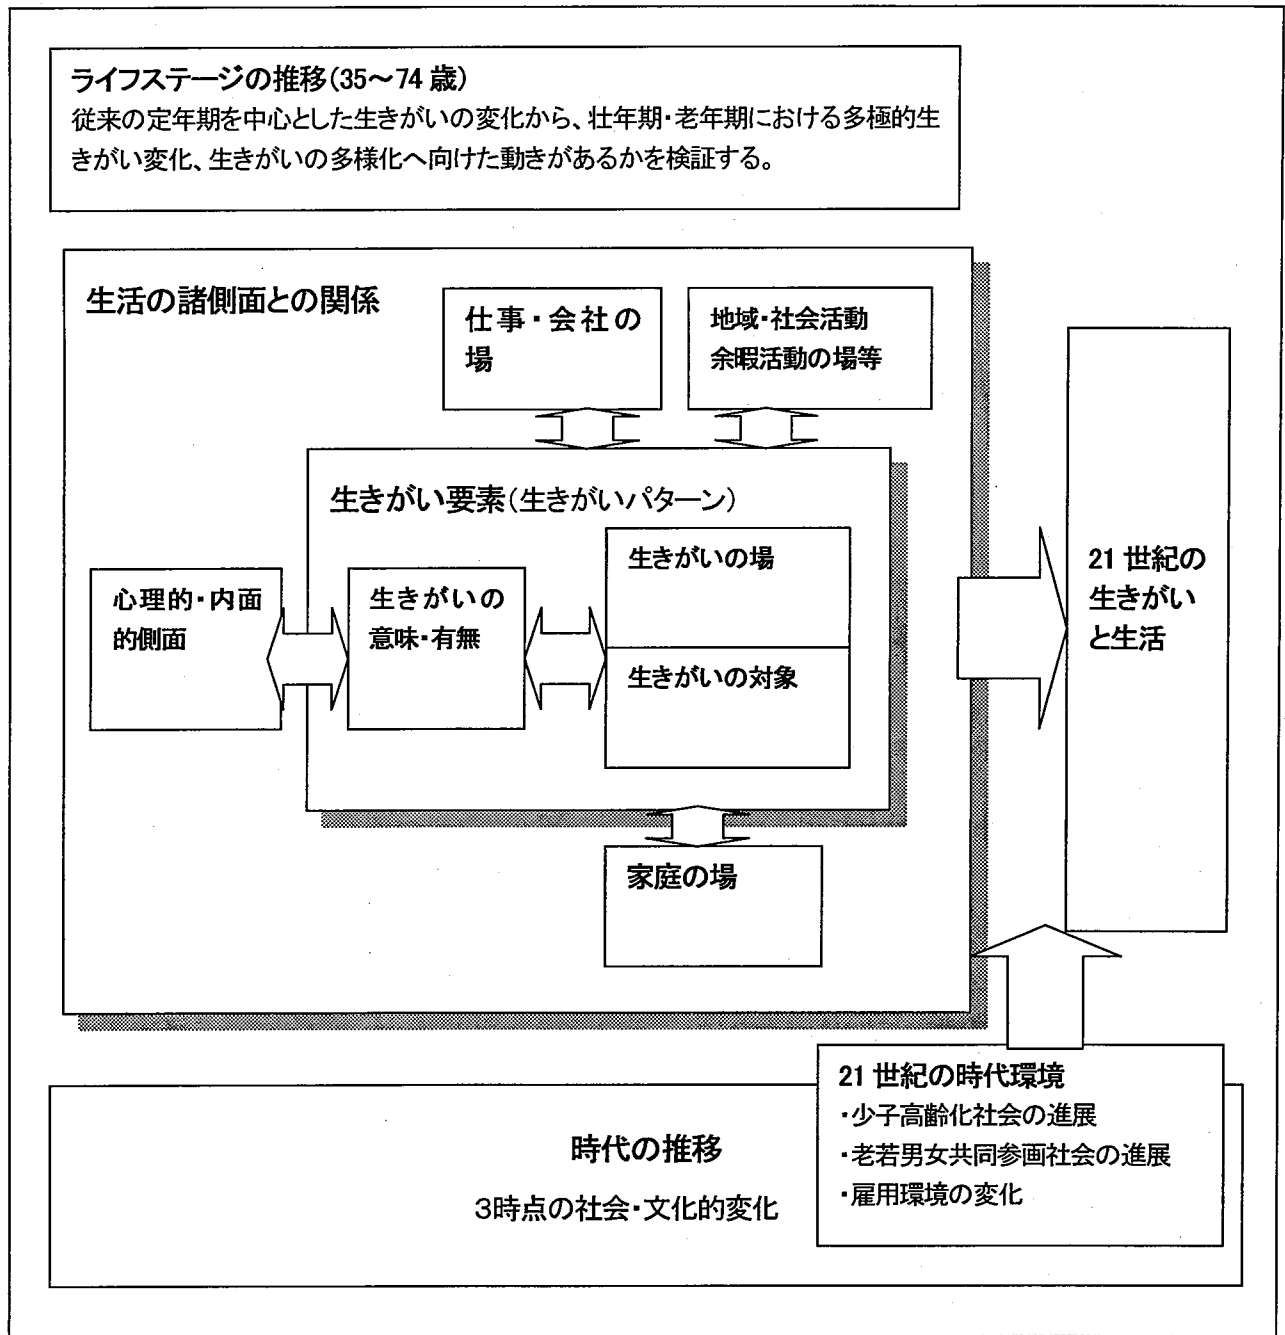 ライフステージの推移(35〜74歳)
従来の定年期を中心とした生きがいの変化から、壮年期・老年期における多極的生
きがい変化、生きがいの多様化へ向けた動きがあるかを検証する。
生活の諸側面との関係
仕事・会社の
場
地域・社会活動
余暇活動の場等
生きがい要素(生きがいパターン)
心理的・内面
的側面
生きがいの
意味・有無
生きがいの場
生きがいの対象
家庭の場
21世紀の
生きがい
と生活
時代の推移
3時点の社会・文化的変化
21世紀の時代環境
・少子高齢化社会の進展
・老若男女共同参画社会の進展
・雇用環境の変化